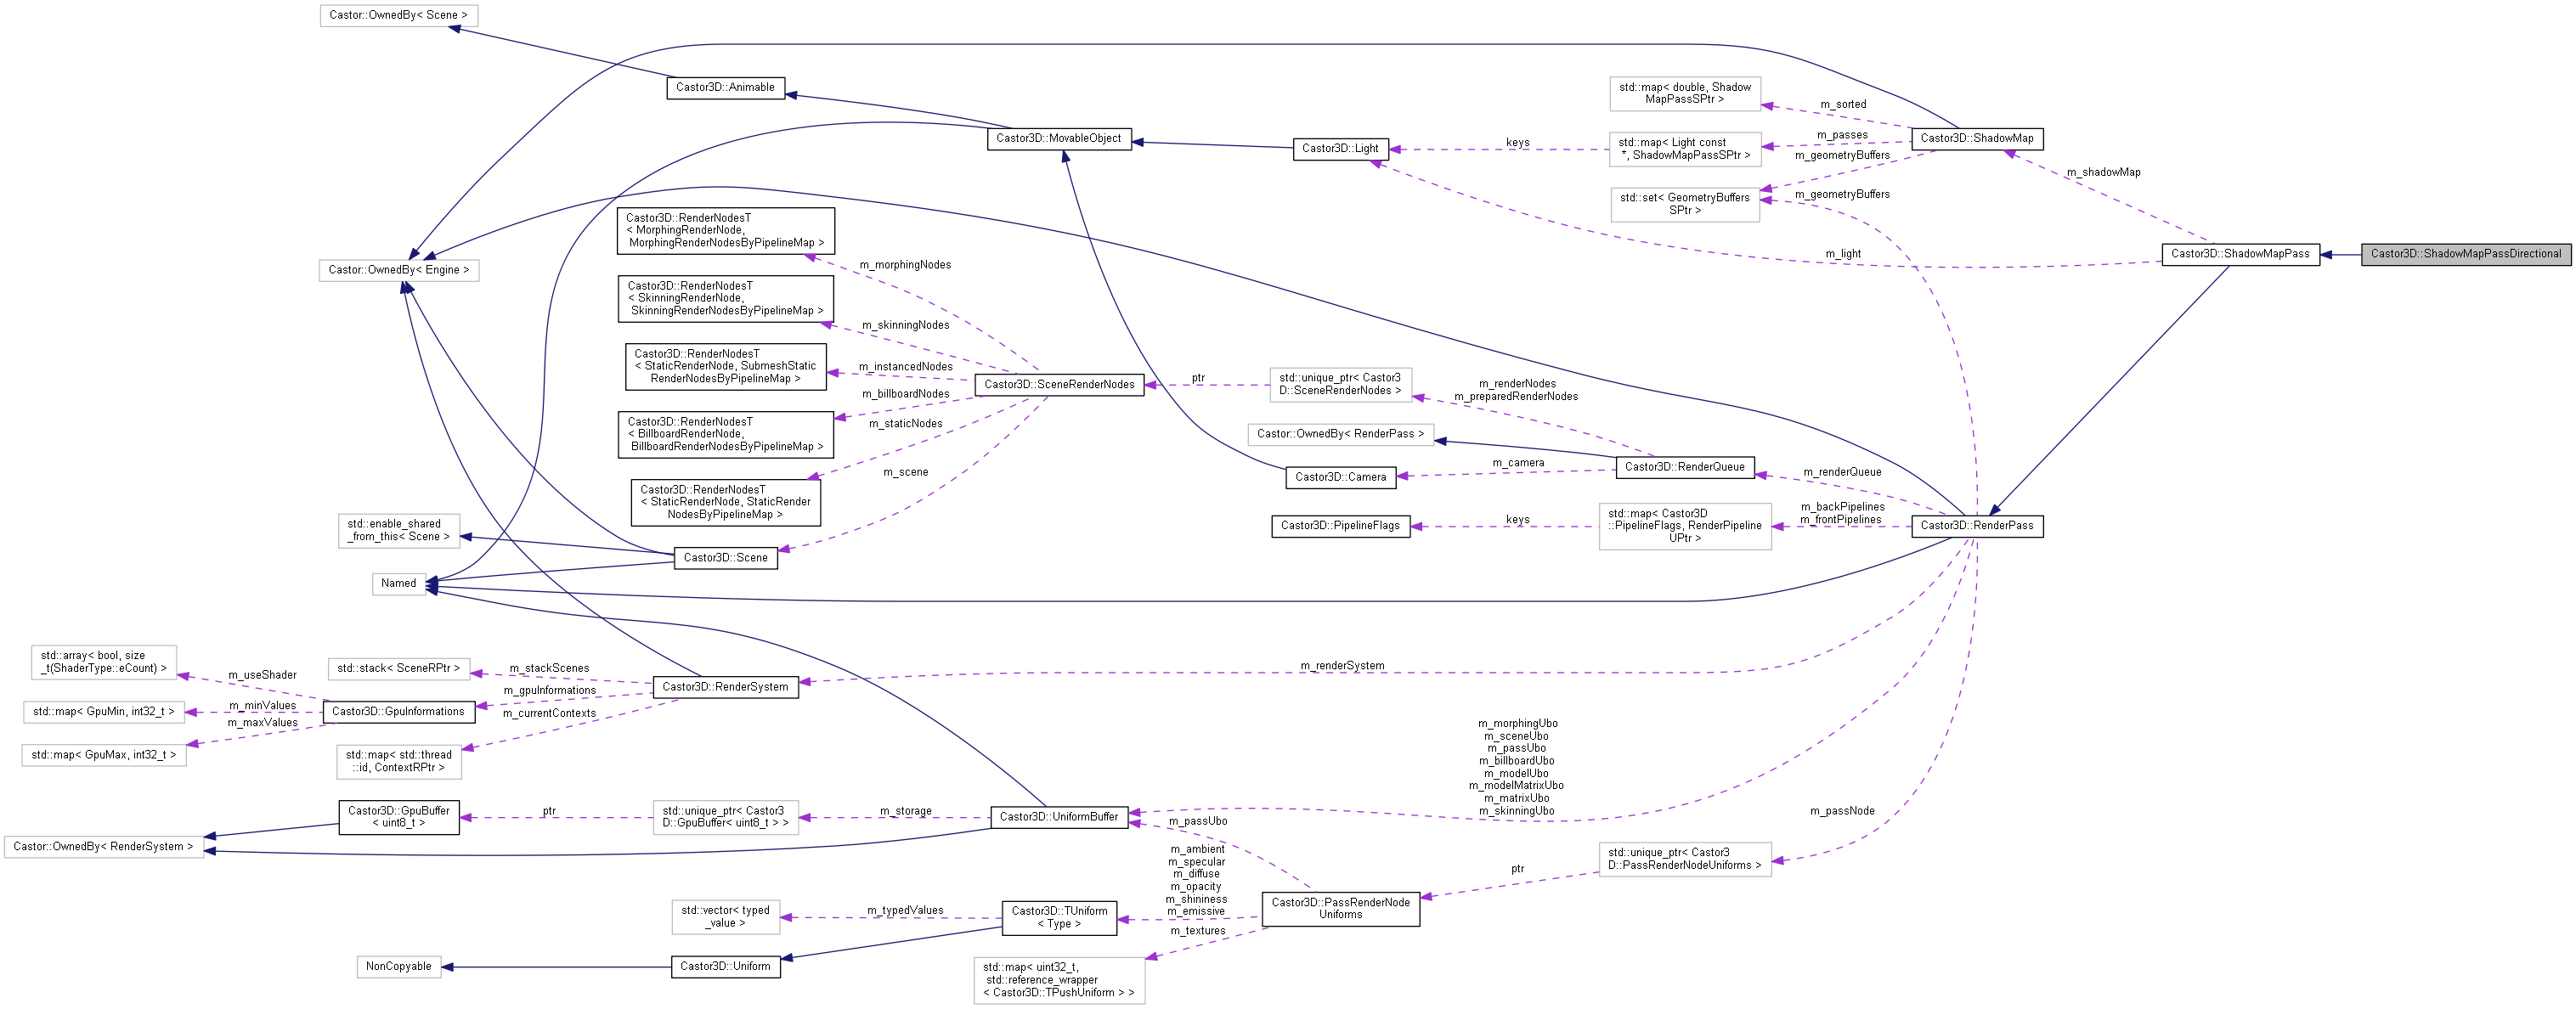 Castor::OwnedBy< Scene >
Castor3D::Animable
std::map< double, Shadow
MapPassSPtr >
m_sorted
Castor3D::MovableObject
Castor3D::Light
keys
std::map< Light const
*, ShadowMapPassSPtr >
m_passes
Castor3D::ShadowMap
m_geometryBuffers
m_shadowMap
std::set< GeometryBuffers
SPtr >
m_geometryBuffers
Castor3D::RenderNodesT
< MorphingRenderNode,
MorphingRenderNodesByPipelineMap >
m_light
Castor3D::ShadowMapPass
Castor3D::ShadowMapPassDirectional
Castor::OwnedBy< Engine >
m_morphingNodes
Castor3D::RenderNodesT
< SkinningRenderNode,
SkinningRenderNodesByPipelineMap >
m_skinningNodes
Castor3D::RenderNodesT
< StaticRenderNode, SubmeshStatic
RenderNodesByPipelineMap >
m_instancedNodes
Castor3D::SceneRenderNodes
ptr
std::unique_ptr< Castor3
D::SceneRenderNodes >
m_renderNodes
m_preparedRenderNodes
m_billboardNodes
Castor3D::RenderNodesT
< BillboardRenderNode,
BillboardRenderNodesByPipelineMap >
m_staticNodes
Castor::OwnedBy< RenderPass >
m_scene
m_camera
Castor3D::Camera
Castor3D::RenderQueue
m_renderQueue
Castor3D::RenderNodesT
< StaticRenderNode, StaticRender
NodesByPipelineMap >
std::enable_shared
_from_this< Scene >
Castor3D::PipelineFlags
keys
std::map< Castor3D
::PipelineFlags, RenderPipeline
UPtr >
m_backPipelines
m_frontPipelines
Castor3D::RenderPass
Castor3D::Scene
Named
std::array< bool, size
_t(ShaderType::eCount) >
m_useShader
std::stack< SceneRPtr >
m_stackScenes
m_renderSystem
Castor3D::RenderSystem
m_gpuInformations
std::map< GpuMin, int32_t >
m_minValues
Castor3D::GpuInformations
m_currentContexts
m_maxValues
std::map< GpuMax, int32_t >
std::map< std::thread
::id, ContextRPtr >
m_morphingUbo
m_sceneUbo
m_passUbo
m_billboardUbo
m_modelUbo
m_modelMatrixUbo
m_matrixUbo
m_skinningUbo
Castor3D::GpuBuffer
< uint8_t >
ptr
std::unique_ptr< Castor3
D::GpuBuffer< uint8_t > >
m_storage
Castor3D::UniformBuffer
m_passNode
Castor::OwnedBy< RenderSystem >
m_passUbo
m_ambient
m_specular
m_diffuse
m_opacity
m_shininess
m_emissive
ptr
std::unique_ptr< Castor3
D::PassRenderNodeUniforms >
std::vector< typed
_value >
m_typedValues
Castor3D::TUniform
< Type >
Castor3D::PassRenderNode
Uniforms
m_textures
NonCopyable
Castor3D::Uniform
std::map< uint32_t,
std::reference_wrapper
< Castor3D::TPushUniform > >